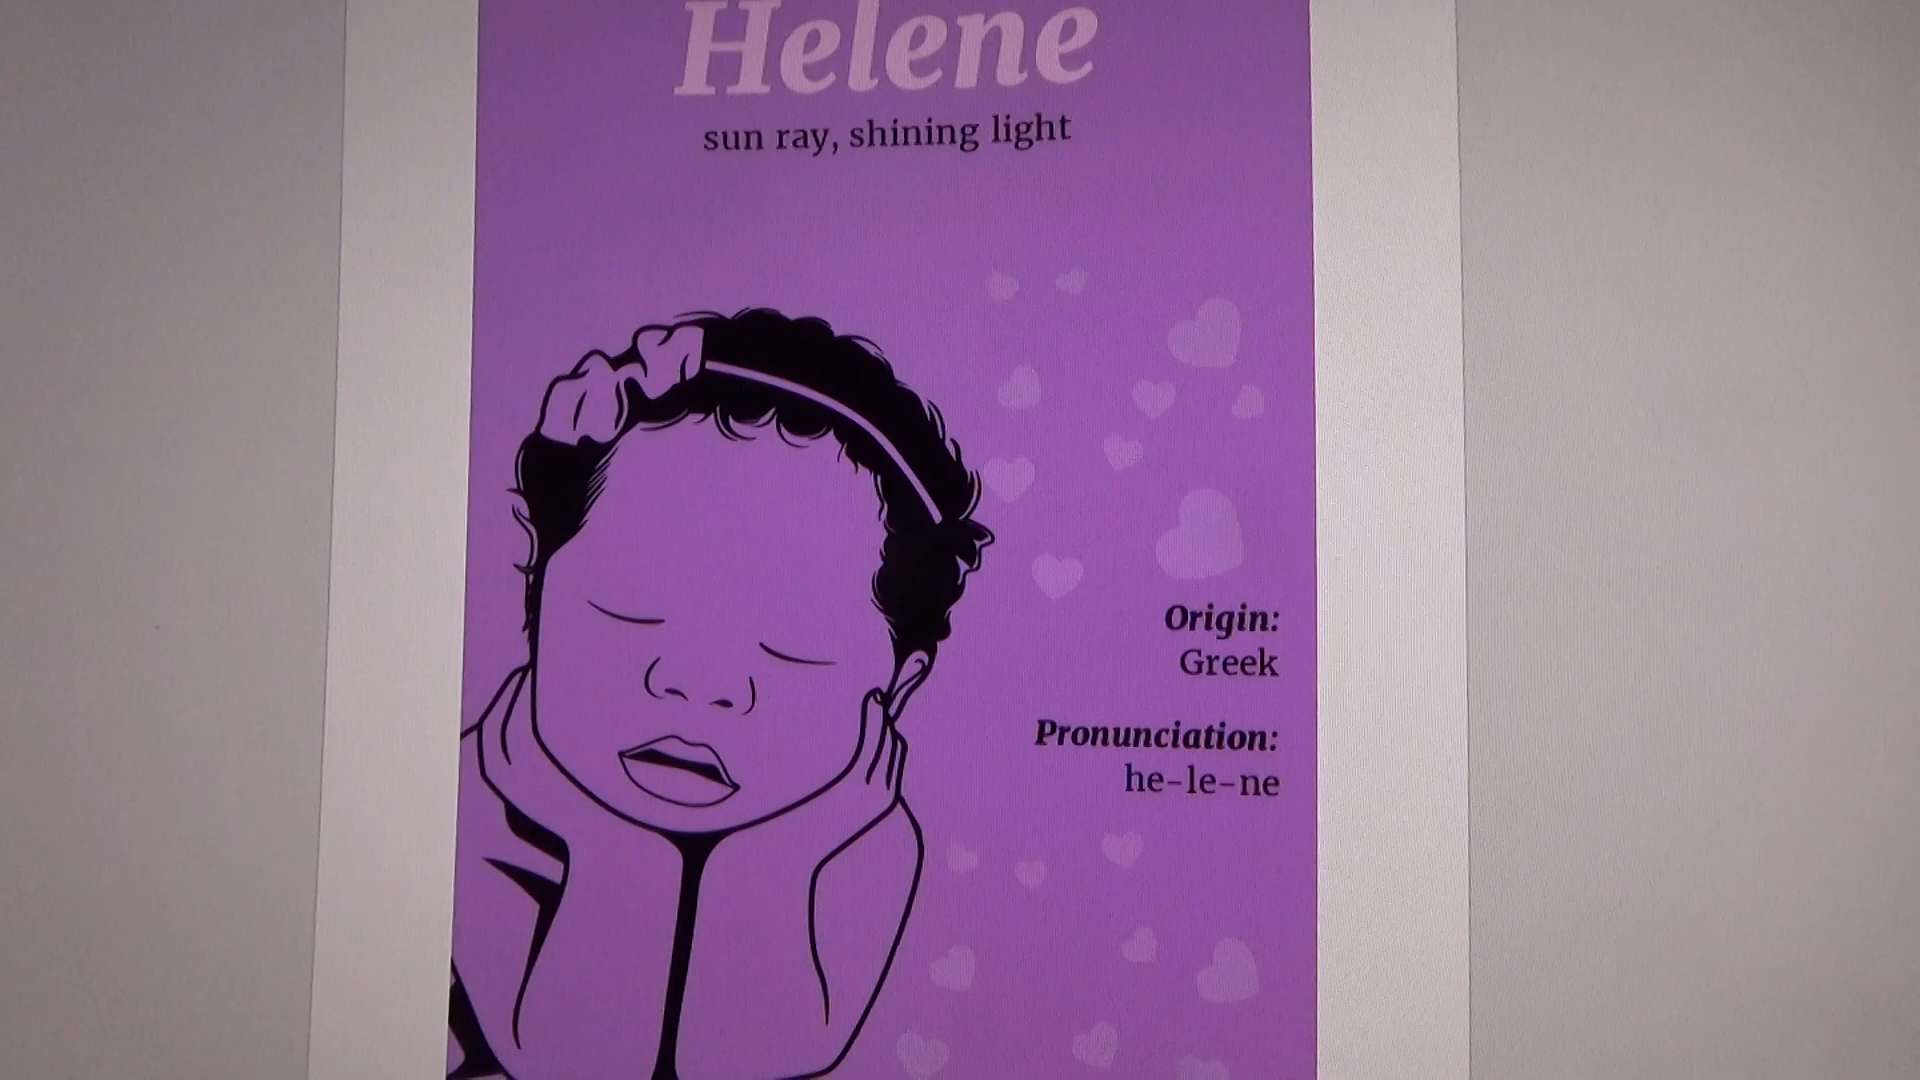 Helene
sun ray, shining light
Origin:
Greek
Pronunciation:
he-le-ne